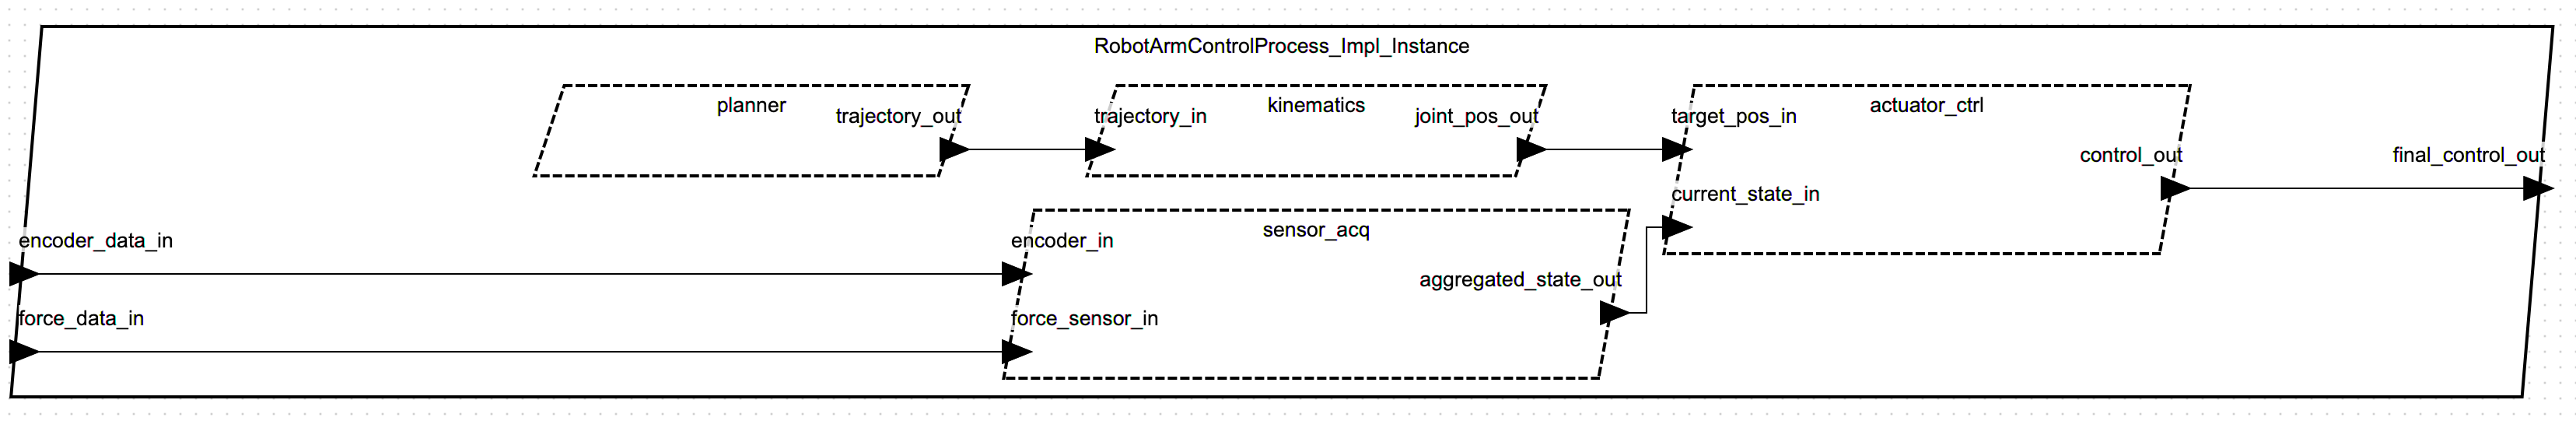 RobotArmControlProcess_Impl_Instance
planner
trajectory_out
trajectory_in
kinematics
joint_pos_out
target_pos_in
actuator_ctrl
control_out
final_control_out
current_state_in
encoder_data_in
encoder_in
sensor_acq
aggregated_state_out
force_data_in
force_sensor_in